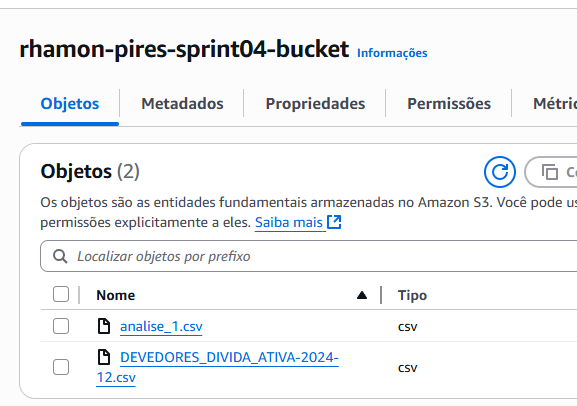 rhamon-pires-sprint04-bucket Informações
Objetos Metadados Propriedades Permissões
Objetos (2)
Os objetos são as entidades fundamentais armazenadas no Amazon S3. Você pode
permissões explicitamente a eles. Saiba mais
Localizar objetos por prefixo
Nome Tipo
analise_1.csv csv
DEVEDORES_DIVIDA_ATIVA-2024-
12.csv csv